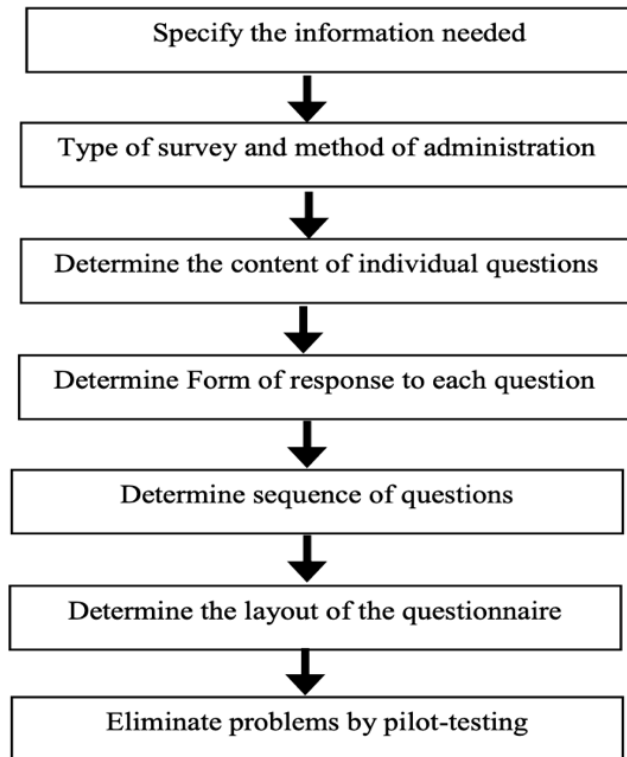 Specify the information needed
Type of survey and method of administration
Determine the content of individual questions
Determine Form of response to each question
Determine sequence of questions
Determine the layout of the questionnaire
Eliminate problems by pilot-testing